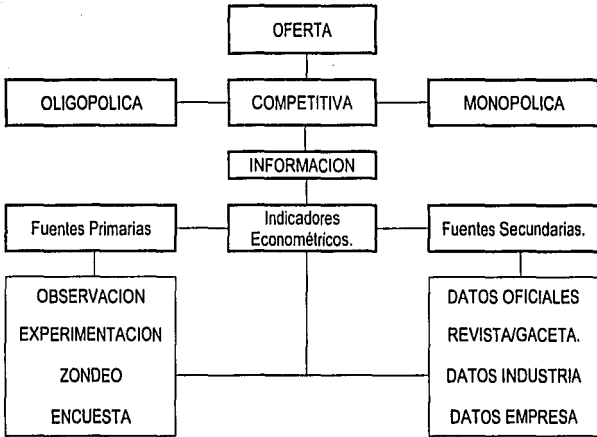 OFERTA
OLIGOPOLICA
COMPETITIVA
MONOPOLICA
INFORMACION
Fuentes Primarias
Indicadores
Econométricos.
Fuentes Secundarias.
OBSERVACION
EXPERIMENTACION
ZONDEO
ENCUESTA
DATOS OFICIALES
REVISTA/GACETA.
DATOS INDUSTRIA
DATOS EMPRESA